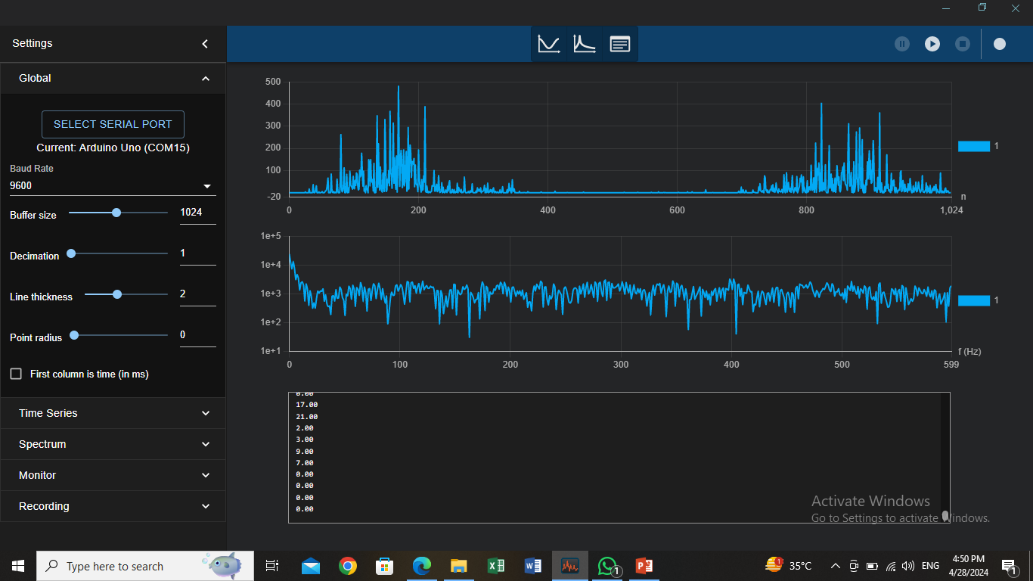 Settings
Global
SELECT SERIAL PORT
Current: Arduino Uno (COM15)
Baud Rate
9600
Buffer size 1024
Decimation 1
Line thickness 2
Point radius 0
First column is time (in ms)
Time Series
Spectrum
Monitor
Recording
500
400
300
200
100
-20
0 200 400 600 800 1,024
n
1
1e+5
1e+4
1e+3
1e+2
1e+1
0 100 200 300 400 500 599
f (Hz)
1
0.00
17.00
21.00
2.00
3.00
9.00
7.00
0.00
0.00
0.00
0.00
Activate Windows
Go to Settings to activate Windows.
Type here to search
1
1
35°C
ENG
4:50 PM
4/28/2024
1